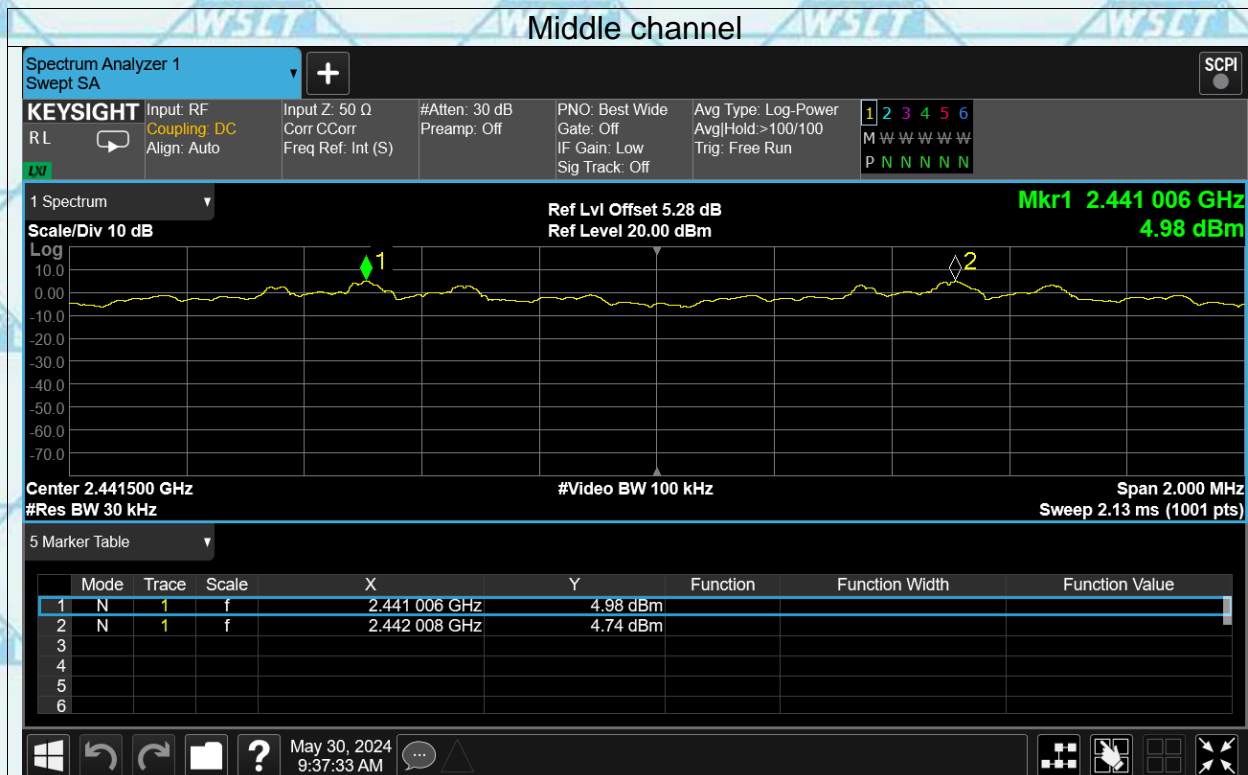 WSCT WSCT WSCT WSCT
Middle channel
Spectrum Analyzer 1
Swept SA
SCPI
KEYSIGHT Input: RF Input Z: 50 Ω #Atten: 30 dB PNO: Best Wide Avg Type: Log-Power 1 2 3 4 5 6
RL Coupling: DC Corr CCorr Preamp: Off Gate: Off Avg|Hold:>100/100 M W W W W W
Align: Auto Freq Ref: Int (S) IF Gain: Low Trig: Free Run
LXI Sig Track: Off P N N N N N
1 Spectrum
Ref Lvl Offset 5.28 dB Mkr1 2.441 006 GHz
Scale/Div 10 dB Ref Level 20.00 dBm 4.98 dBm
Log
1 2
10.0
0.00
-10.0
-20.0
-30.0
-40.0
-50.0
-60.0
-70.0
Center 2.441500 GHz #Video BW 100 kHz Span 2.000 MHz
#Res BW 30 kHz Sweep 2.13 ms (1001 pts)
5 Marker Table
Mode Trace Scale X Y Function Function Width Function Value
1 N 1 f 2.441 006 GHz 4.98 dBm
2 N 1 f 2.442 008 GHz 4.74 dBm
3
4
5
6
? May 30, 2024
9:37:33 AM